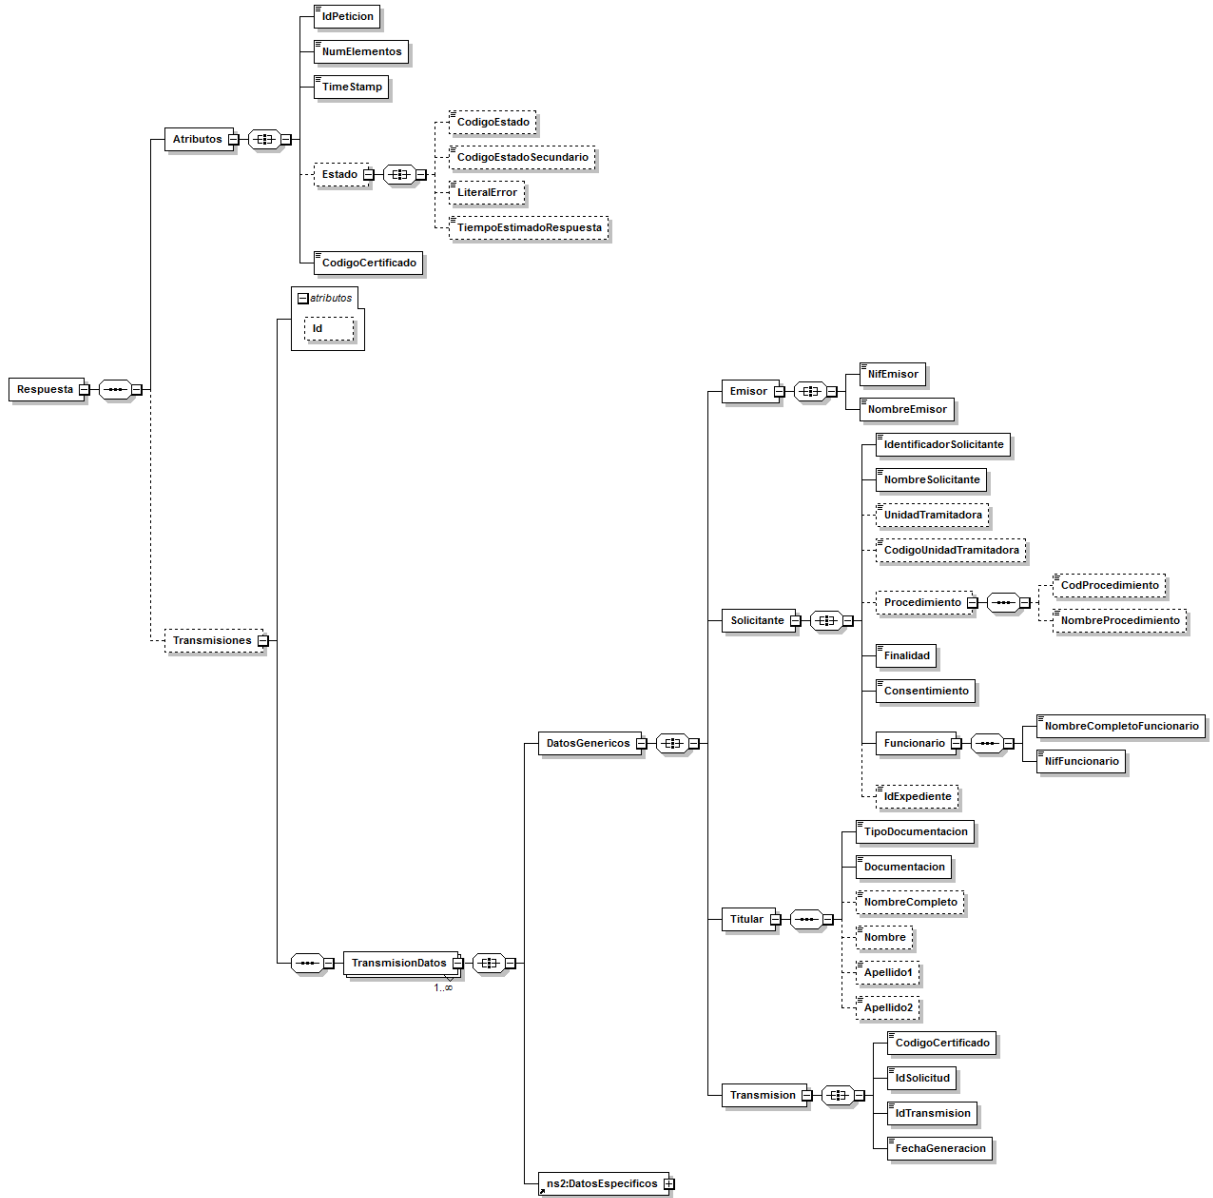 IdPeticion
NumElementos
TimeStamp
Atributos
CodigoEstado
CodigoEstadoSecundario
Estado
LiteralError
TiempoEstimadoRespuesta
CodigoCertificado
atributos
Id
Respuesta
Transmisiones
Emisor
NifEmisor
NombreEmisor
IdentificadorSolicitante
NombreSolicitante
UnidadTramitadora
CodigoUnidadTramitadora
Procedimiento
CodProcedimiento
NombreProcedimiento
Solicitante
Finalidad
Consentimiento
DatosGenericos
Funcionario
NombreCompletoFuncionario
NifFuncionario
IdExpediente
TipoDocumentacion
Documentacion
NombreCompleto
Titular
Nombre
Apellido1
Apellido2
TransmisionDatos
1..∞
CodigoCertificado
IdSolicitud
Transmision
IdTransmision
FechaGeneracion
ns2:DatosEspecificos